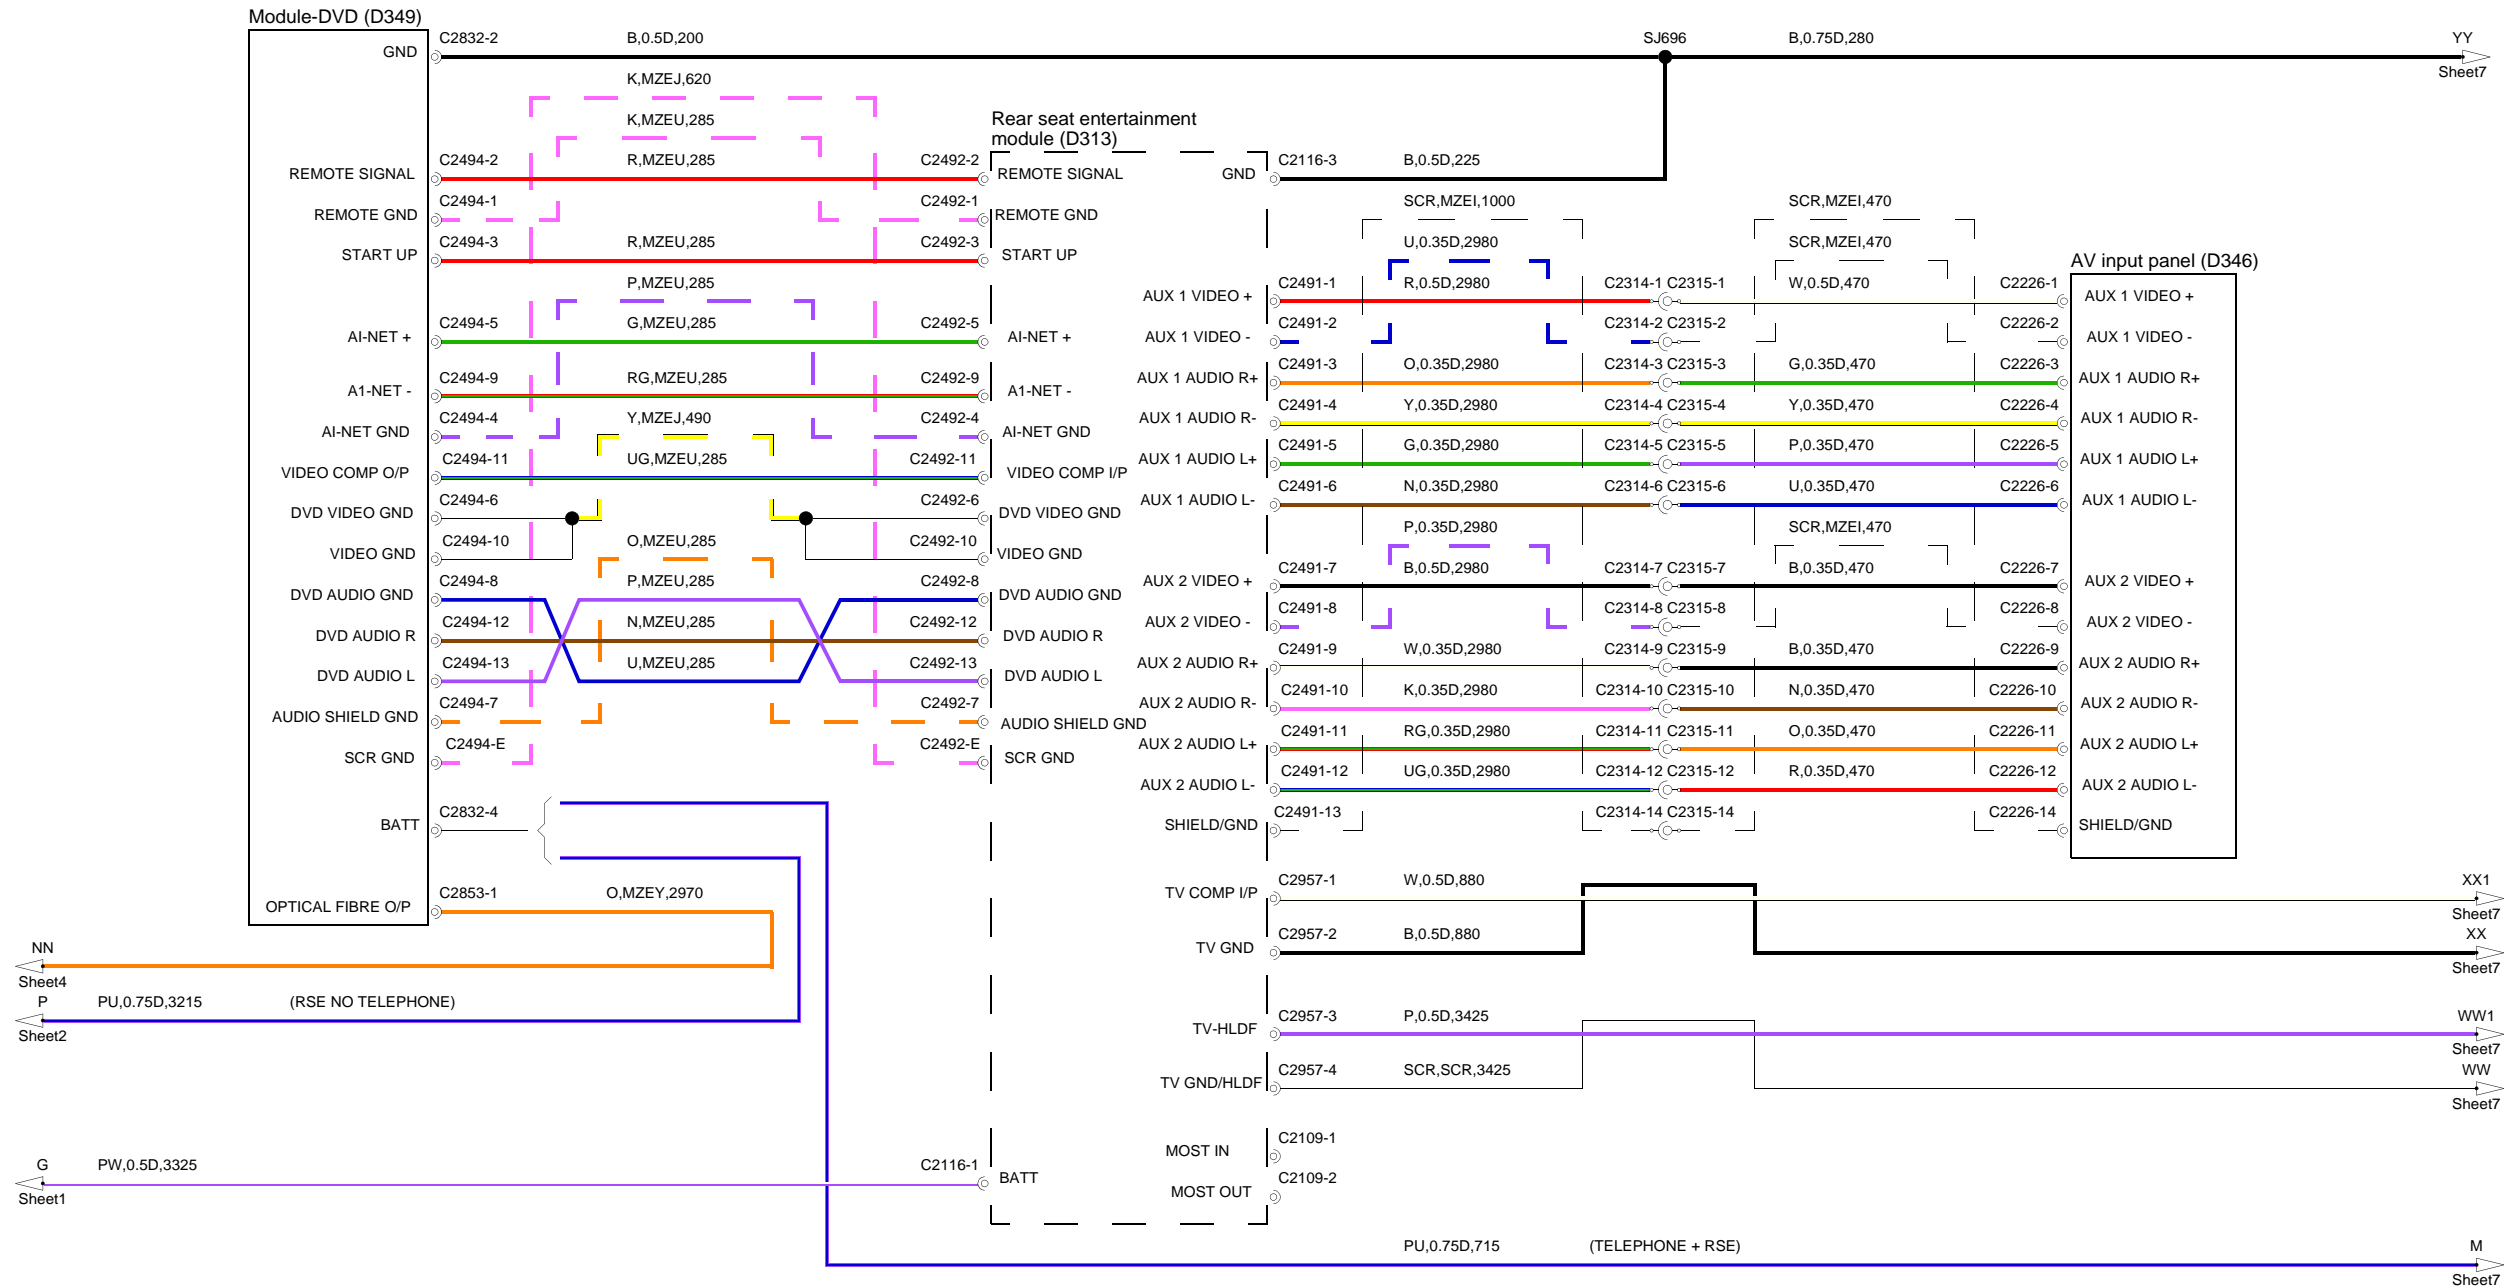 Module-DVD (D349)
C2832-2 B,0.5D,200 SJ696 B,0.75D,280 YY
GND
Sheet7
K,MZEJ,620
Rear seat entertainment
module (D313)
K,MZEU,285
C2494-2 R,MZEU,285 C2492-2 C2116-3 B,0.5D,225
REMOTE SIGNAL REMOTE SIGNAL GND
C2494-1 C2492-1 SCR,MZEI,1000 SCR,MZEI,470
REMOTE GND REMOTE GND
C2494-3 R,MZEU,285 C2492-3 U,0.35D,2980 SCR,MZEI,470
START UP START UP
AV input panel (D346)
P,MZEU,285 C2491-1 R,0.5D,2980 C2314-1 C2315-1 W,0.5D,470 C2226-1
AUX 1 VIDEO + AUX 1 VIDEO +
C2494-5 G,MZEU,285 C2492-5 C2491-2 C2314-2 C2315-2 C2226-2
AI-NET + AI-NET + AUX 1 VIDEO - AUX 1 VIDEO -
C2494-9 RG,MZEU,285 C2492-9 C2491-3 O,0.35D,2980 C2314-3 C2315-3 G,0.35D,470 C2226-3
A1-NET - A1-NET - AUX 1 AUDIO R+ AUX 1 AUDIO R+
C2494-4 Y,MZEJ,490 C2492-4 C2491-4 Y,0.35D,2980 C2314-4 C2315-4 Y,0.35D,470 C2226-4
AI-NET GND AI-NET GND AUX 1 AUDIO R- AUX 1 AUDIO R-
C2494-11 UG,MZEU,285 C2492-11 C2491-5 G,0.35D,2980 C2314-5 C2315-5 P,0.35D,470 C2226-5
VIDEO COMP O/P VIDEO COMP I/P AUX 1 AUDIO L+ AUX 1 AUDIO L+
C2494-6 C2492-6 C2491-6 N,0.35D,2980 C2314-6 C2315-6 U,0.35D,470 C2226-6
DVD VIDEO GND DVD VIDEO GND AUX 1 AUDIO L- AUX 1 AUDIO L-
C2494-10 O,MZEU,285 C2492-10 P,0.35D,2980 SCR,MZEI,470
VIDEO GND VIDEO GND
C2494-8 P,MZEU,285 C2492-8 C2491-7 B,0.5D,2980 C2314-7 C2315-7 B,0.35D,470 C2226-7
DVD AUDIO GND DVD AUDIO GND AUX 2 VIDEO + AUX 2 VIDEO +
C2494-12 N,MZEU,285 C2492-12 C2491-8 C2314-8 C2315-8 C2226-8
DVD AUDIO R DVD AUDIO R AUX 2 VIDEO - AUX 2 VIDEO -
C2494-13 U,MZEU,285 C2492-13 C2491-9 W,0.35D,2980 C2314-9 C2315-9 B,0.35D,470 C2226-9
DVD AUDIO L DVD AUDIO L AUX 2 AUDIO R+ AUX 2 AUDIO R+
C2494-7 C2492-7 C2491-10 K,0.35D,2980 C2314-10 C2315-10 N,0.35D,470 C2226-10
AUDIO SHIELD GND AUDIO SHIELD GND AUX 2 AUDIO R- AUX 2 AUDIO R-
C2494-E C2492-E C2491-11 RG,0.35D,2980 C2314-11 C2315-11 O,0.35D,470 C2226-11
SCR GND SCR GND AUX 2 AUDIO L+ AUX 2 AUDIO L+
C2491-12 UG,0.35D,2980 C2314-12 C2315-12 R,0.35D,470 C2226-12
AUX 2 AUDIO L- AUX 2 AUDIO L-
C2832-4 C2491-13 C2314-14 C2315-14 C2226-14
BATT SHIELD/GND SHIELD/GND
C2853-1 O,MZEY,2970 C2957-1 W,0.5D,880 XX1
OPTICAL FIBRE O/P TV COMP I/P
Sheet7
NN C2957-2 B,0.5D,880 XX
TV GND
Sheet4 Sheet7
P PU,0.75D,3215 (RSE NO TELEPHONE) C2957-3 P,0.5D,3425 WW1
TV-HLDF
Sheet2 Sheet7
C2957-4 SCR,SCR,3425 WW
TV GND/HLDF
Sheet7
C2109-1
MOST IN
G PW,0.5D,3325 C2116-1 C2109-2
BATT MOST OUT
Sheet1
PU,0.75D,715 (TELEPHONE + RSE) M
Sheet7